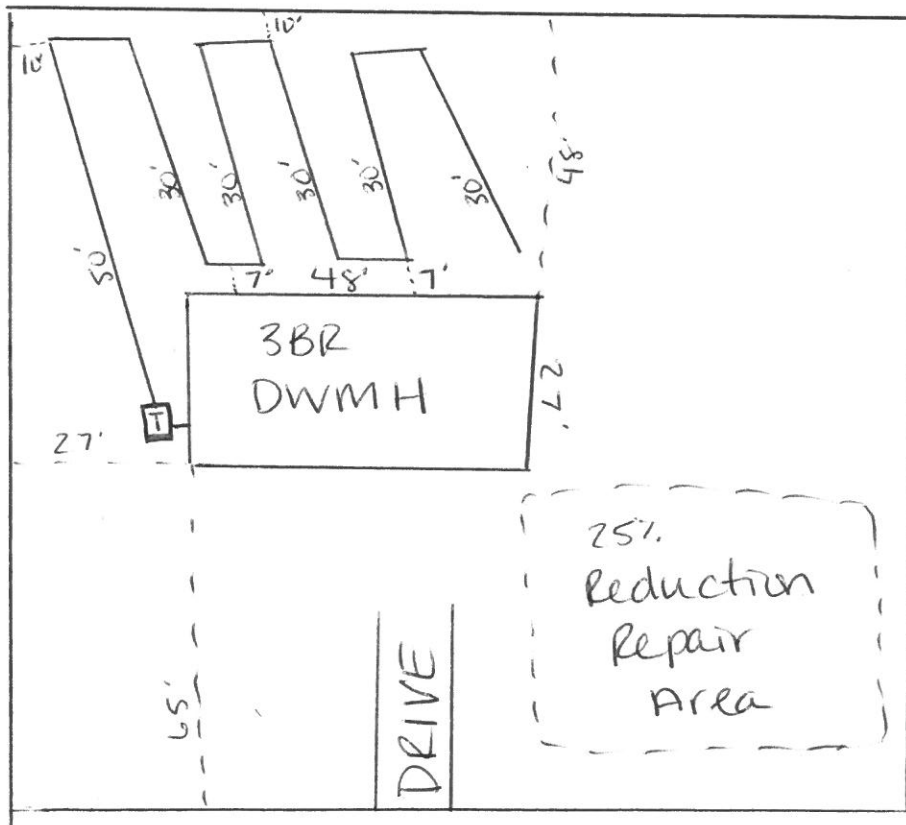 10'
10'
50'
30'
30'
30'
30'
30'
48'
7'
48'
7'
3BR
DWMH
27'
T
27'
25%
Reduction
Repair
Area
65'
DRIVE